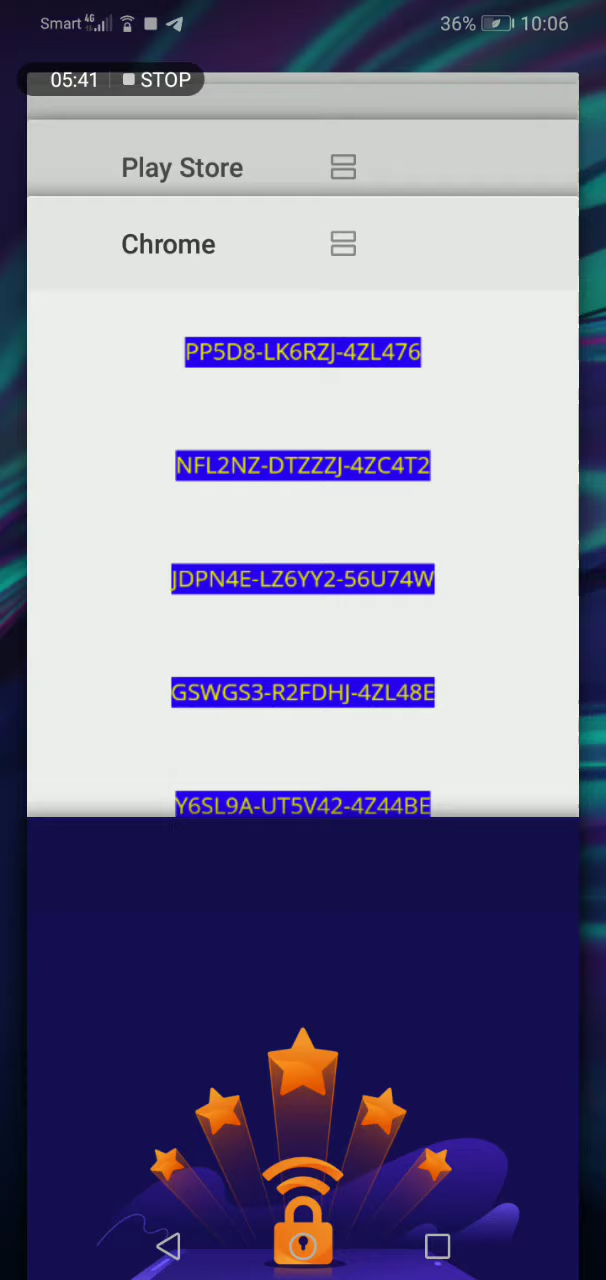 Smart 4G 36% 10:06
05:41 STOP
Play Store
Chrome
PP5D8-LK6RZJ-4ZL476
NFL2NZ-DTZZZJ-4ZC4T2
JDPN4E-LZ6YY2-56U74W
GSWGS3-R2FDHJ-4ZL48E
Y6SL9A-UT5V42-4Z44BE